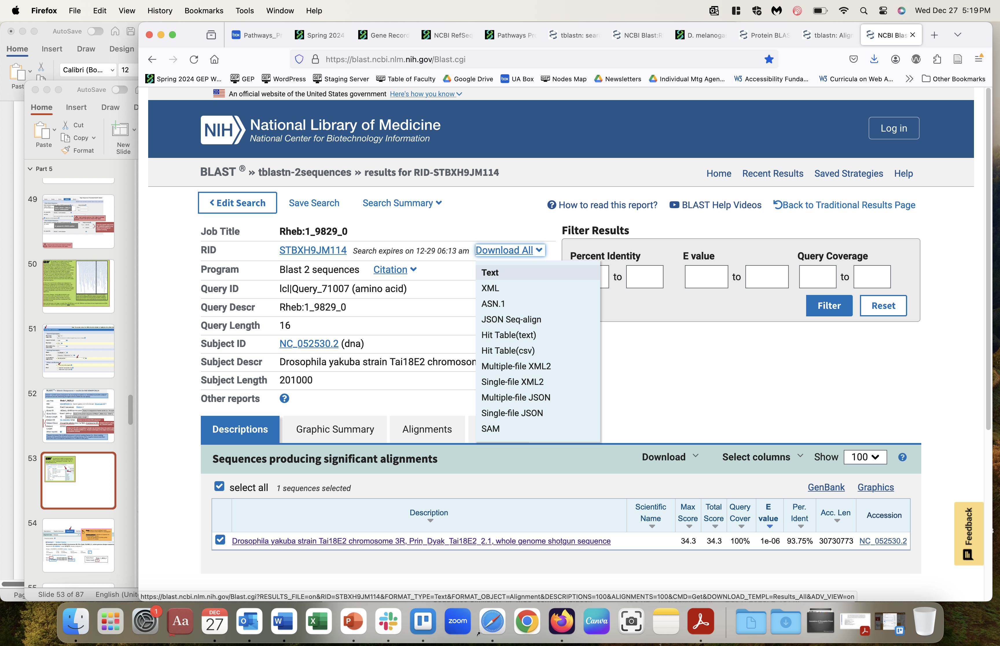 Firefox File Edit View History Bookmarks Tools Window Help
Wed Dec 27 5:19 PM
AutoSave
Home Insert Draw Design
Calibri (Bo... 12
Past
AutoSave
Home Insert Draw D
Cut
Copy
Format
Paste
New
Slide
Part 5
49
50
51
52
53
54
55
Slide 53 of 87 English (Unit
box Pathways_Pr
Spring 2024
Gene Record
NCBI RefSeq
Pathways Pro
tblastn: sear
NCBI Blast:R
D. melanoga
Protein BLAS
tblastn: Align
NCBI Blas
https://blast.ncbi.nlm.nih.gov/Blast.cgi
Spring 2024 GEP W... GEP WordPress Staging Server Table of Faculty Google Drive UA Box Nodes Map Newsletters Individual Mtg Agen... W3 Accessibility Funda... W3 Curricula on Web A... Other Bookmarks
An official website of the United States government Here's how you know
NIH National Library of Medicine
National Center for Biotechnology Information
Log in
BLAST ® » tblastn-2sequences » results for RID-STBXH9JM114
Home Recent Results Saved Strategies Help
Edit Search Save Search Search Summary
How to read this report? BLAST Help Videos Back to Traditional Results Page
Job Title Rheb:1_9829_0
RID STBXH9JM114 Search expires on 12-29 06:13 am Download All
Program Blast 2 sequences Citation
Query ID lcl|Query_71007 (amino acid)
Query Descr Rheb:1_9829_0
Query Length 16
Subject ID NC_052530.2 (dna)
Subject Descr Drosophila yakuba strain Tai18E2 chromoson
Subject Length 201000
Other reports
Text
XML
ASN.1
JSON Seq-align
Hit Table(text)
Hit Table(csv)
Multiple-file XML2
Single-file XML2
Multiple-file JSON
Single-file JSON
SAM
Filter Results
Percent Identity E value Query Coverage
to to to
Filter Reset
Descriptions Graphic Summary Alignments
Sequences producing significant alignments
Download Select columns Show 100
select all 1 sequences selected
GenBank Graphics
Description Scientific Name Max Score Total Score Query Cover E value Per. Ident Acc. Len Accession
Drosophila yakuba strain Tai18E2 chromosome 3R, Prin_Dyak_Tai18E2_2.1, whole genome shotgun sequence 34.3 34.3 100% 1e-06 93.75% 30730773 NC_052530.2
Feedback
https://blast.ncbi.nlm.nih.gov/Blast.cgi?RESULTS_FILE=on&RID=STBXH9JM114&FORMAT_TYPE=Text&FORMAT_OBJECT=Alignment&DESCRIPTIONS=100&ALIGNMENTS=100&CMD=Get&DOWNLOAD_TEMPL=Results_All&ADV_VIEW=on
1
Aa
DEC
27
zoom
Canva